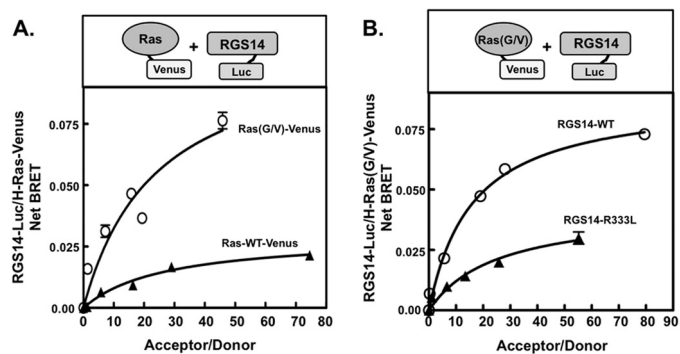 A.
Ras
+
RGS14
Venus
Luc
RGS14-Luc/H-Ras-Venus
Net BRET
0.075
0.050
0.025
0.00
Ras(G/V)-Venus
Ras-WT-Venus
0 10 20 30 40 50 60 70 80
Acceptor/Donor
B.
Ras(G/V)
+
RGS14
Venus
Luc
RGS14-Luc/H-Ras(G/V)-Venus
Net BRET
0.075
0.050
0.025
0.00
RGS14-WT
RGS14-R333L
0 10 20 30 40 50 60 70 80 90
Acceptor/Donor